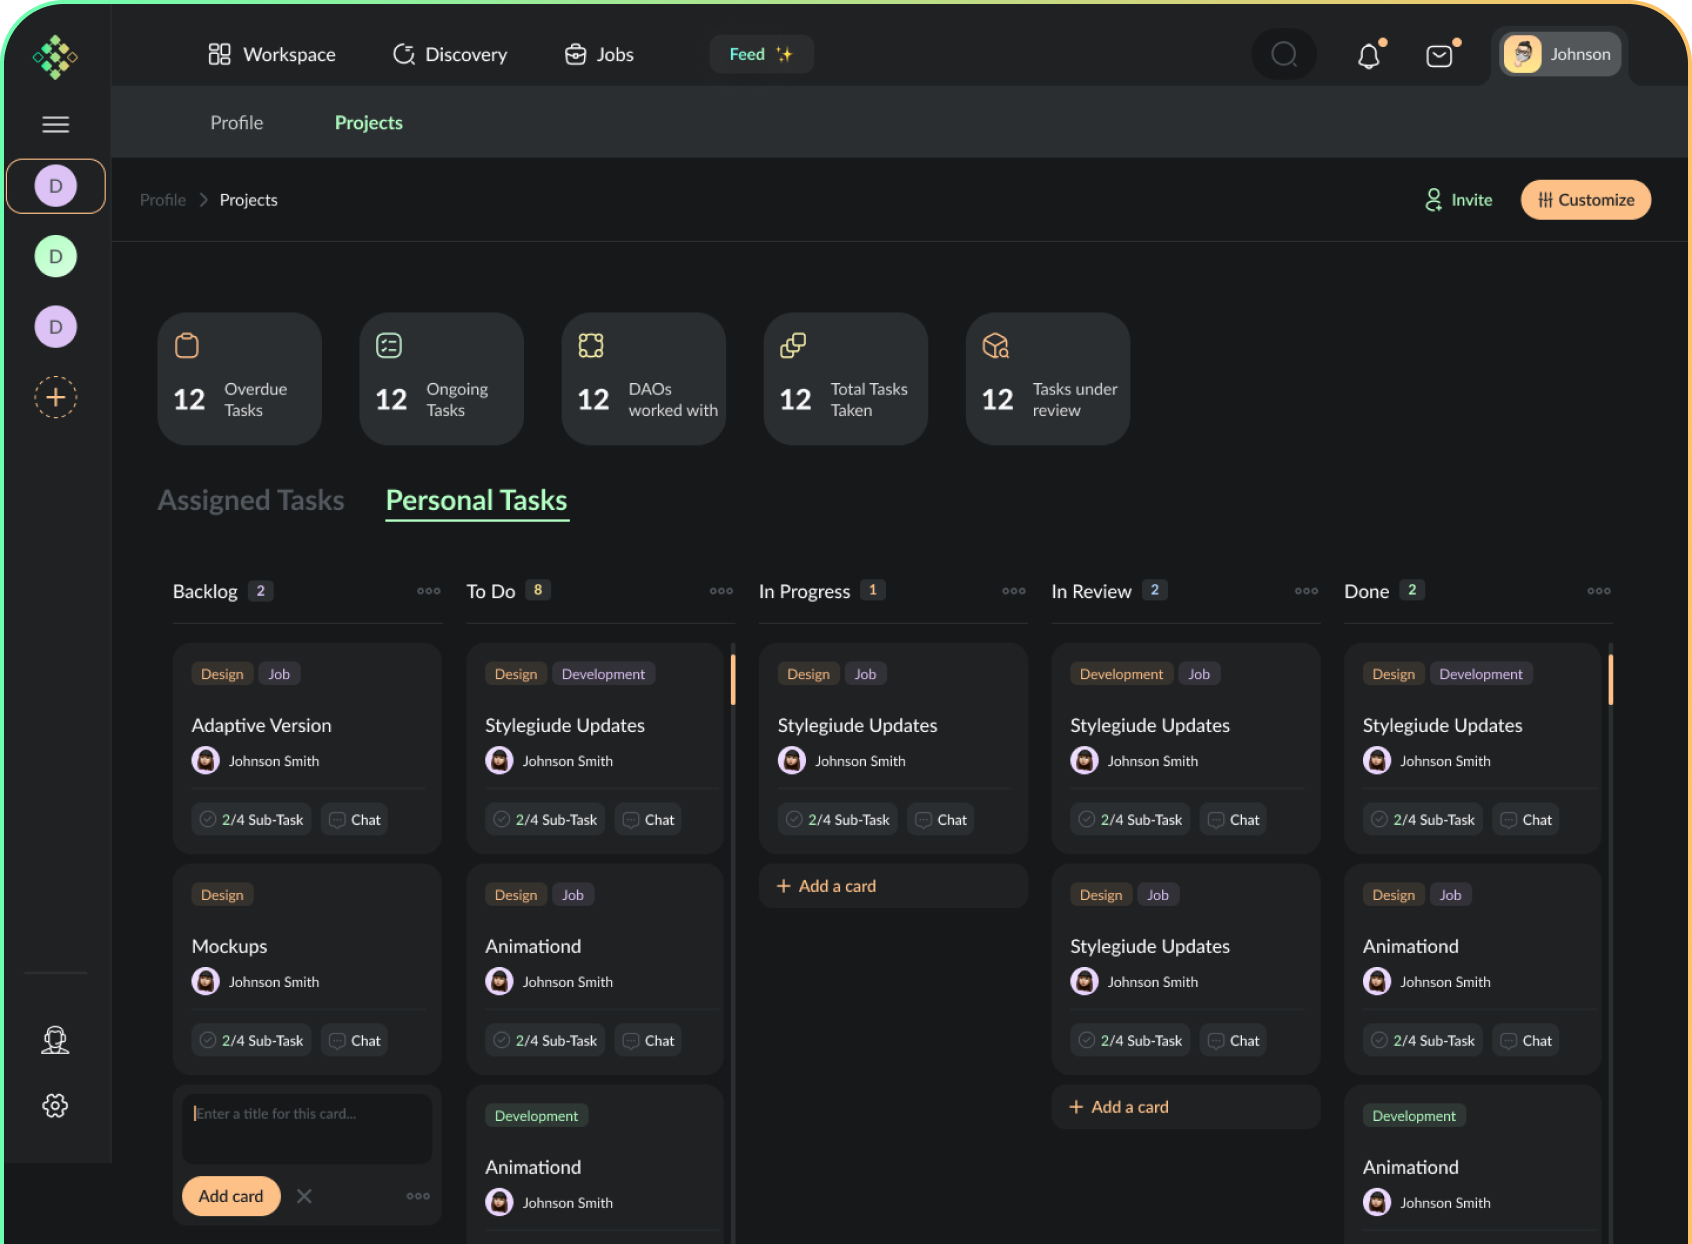 Workspace
Discovery
Jobs
Feed
Johnson
Profile
Projects
D
D
D
Profile
Projects
Invite
Customize
12
Overdue
Tasks
12
Ongoing
Tasks
12
DAOs
worked with
12
Total Tasks
Taken
12
Tasks under
review
Assigned Tasks
Personal Tasks
Backlog 2
Design Job
Adaptive Version
Johnson Smith
2/4 Sub-Task
Chat
Design
Mockups
Johnson Smith
2/4 Sub-Task
Chat
Enter a title for this card...
Add card
To Do 8
Design Development
Stylegiude Updates
Johnson Smith
2/4 Sub-Task
Chat
Design Job
Animationd
Johnson Smith
2/4 Sub-Task
Chat
Development
Animationd
Johnson Smith
In Progress 1
Design Job
Stylegiude Updates
Johnson Smith
2/4 Sub-Task
Chat
+ Add a card
In Review 2
Development Job
Stylegiude Updates
Johnson Smith
2/4 Sub-Task
Chat
Design Job
Stylegiude Updates
Johnson Smith
2/4 Sub-Task
Chat
+ Add a card
Done 2
Design Development
Stylegiude Updates
Johnson Smith
2/4 Sub-Task
Chat
Design Job
Animationd
Johnson Smith
2/4 Sub-Task
Chat
Development
Animationd
Johnson Smith